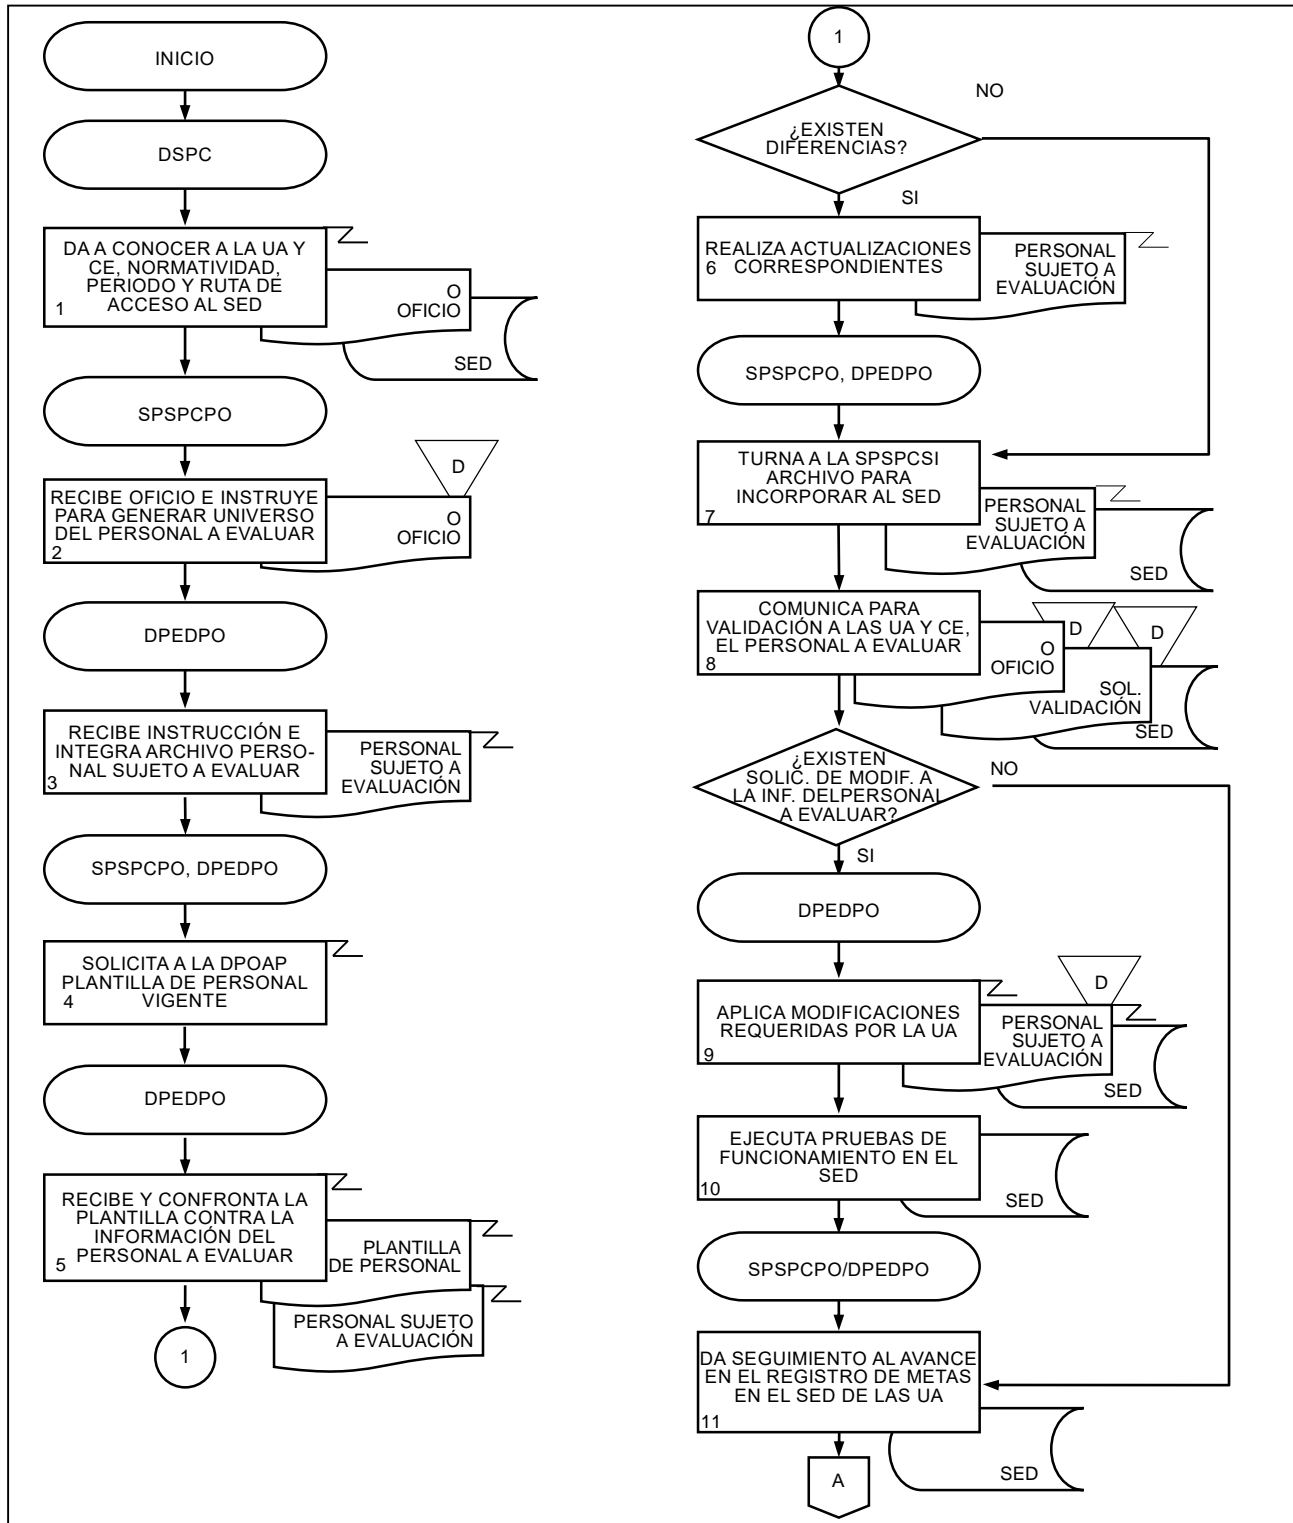 INICIO
DSPC
DA A CONOCER A LA UA Y
CE, NORMATIVIDAD,
PERIODO Y RUTA DE
ACCESO AL SED
1
O
OFICIO
SED
SPSPCPO
D
RECIBE OFICIO E INSTRUYE
PARA GENERAR UNIVERSO
DEL PERSONAL A EVALUAR
2
O
OFICIO
DPEDPO
RECIBE INSTRUCCIÓN E
INTEGRA ARCHIVO PERSO-
NAL SUJETO A EVALUAR
3
PERSONAL
SUJETO A
EVALUACIÓN
SPSPCPO, DPEDPO
SOLICITA A LA DPOAP
PLANTILLA DE PERSONAL
VIGENTE
4
DPEDPO
RECIBE Y CONFRONTA LA
PLANTILLA CONTRA LA
INFORMACIÓN DEL
PERSONAL A EVALUAR
5
PLANTILLA
DE PERSONAL
PERSONAL SUJETO
A EVALUACIÓN
1
1
¿EXISTEN
DIFERENCIAS?
NO
SI
REALIZA ACTUALIZACIONES
CORRESPONDIENTES
6
PERSONAL
SUJETO A
EVALUACIÓN
SPSPCPO, DPEDPO
TURNA A LA SPSPCSI
ARCHIVO PARA
INCORPORAR AL SED
7
PERSONAL
SUJETO A
EVALUACIÓN
SED
COMUNICA PARA
VALIDACIÓN A LAS UA Y CE,
EL PERSONAL A EVALUAR
8
D
O
OFICIO
D
SOL.
VALIDACIÓN
SED
¿EXISTEN
SOLIC. DE MODIF. A
LA INF. DELPERSONAL
A EVALUAR?
NO
SI
DPEDPO
APLICA MODIFICACIONES
REQUERIDAS POR LA UA
9
D
PERSONAL
SUJETO A
EVALUACIÓN
SED
EJECUTA PRUEBAS DE
FUNCIONAMIENTO EN EL
SED
10
SED
SPSPCPO/DPEDPO
DA SEGUIMIENTO AL AVANCE
EN EL REGISTRO DE METAS
EN EL SED DE LAS UA
11
SED
A